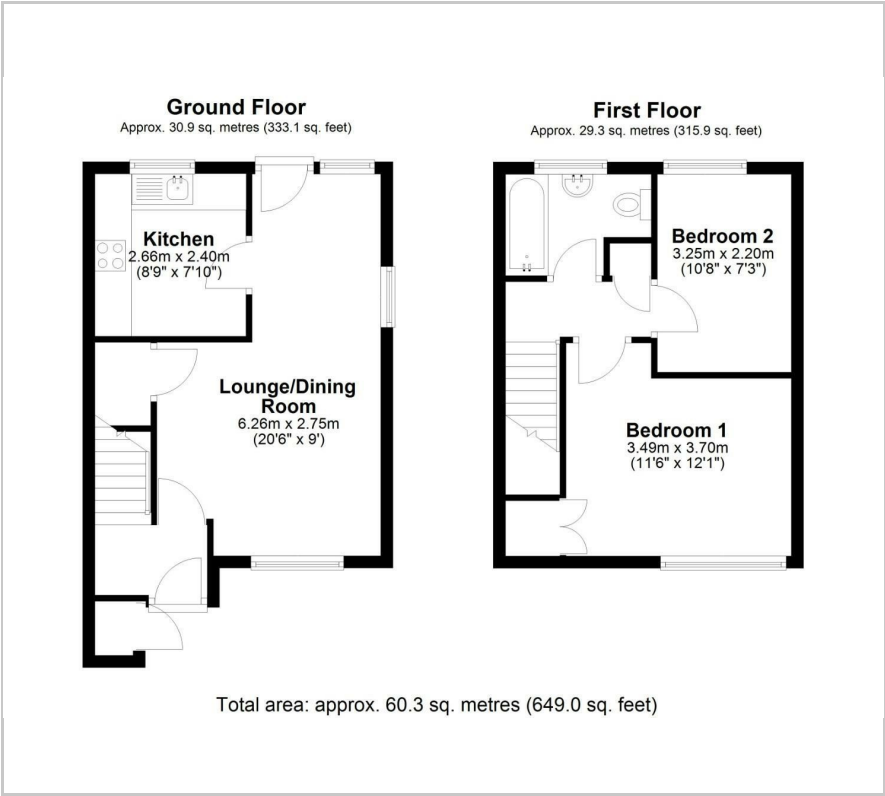 Ground Floor
Approx. 30.9 sq. metres (333.1 sq. feet)
Kitchen
2.66m x 2.40m
(8'9" x 7'10")
Lounge/Dining
Room
6.26m x 2.75m
(20'6" x 9')
First Floor
Approx. 29.3 sq. metres (315.9 sq. feet)
Bedroom 2
3.25m x 2.20m
(10'8" x 7'3")
Bedroom 1
3.49m x 3.70m
(11'6" x 12'1")
Total area: approx. 60.3 sq. metres (649.0 sq. feet)